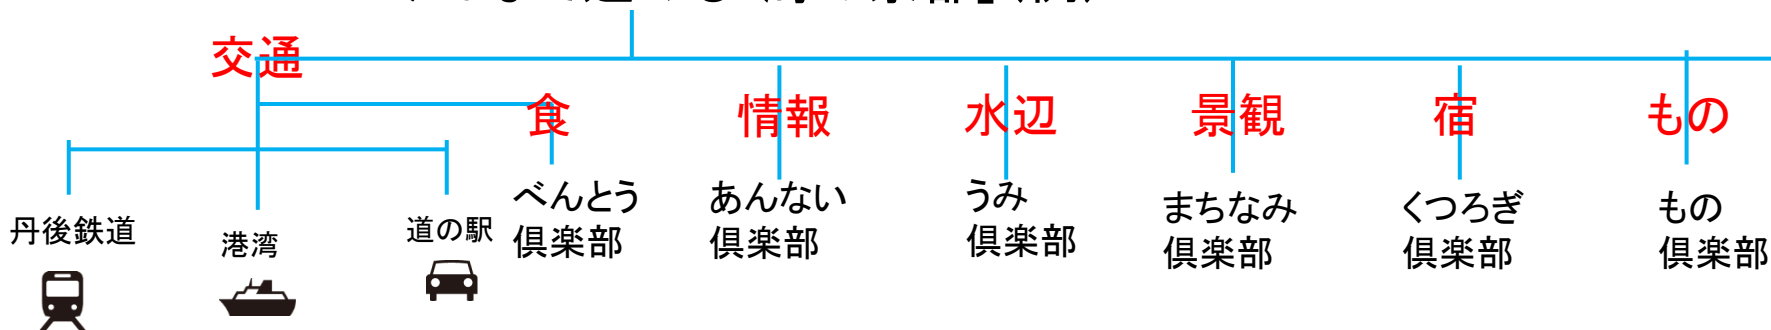 交通
食
情報
水辺
景観
宿
もの
丹後鉄道
港湾
道の駅
べんとう
倶楽部
あんない
倶楽部
うみ
倶楽部
まちなみ
倶楽部
くつろぎ
倶楽部
もの
倶楽部